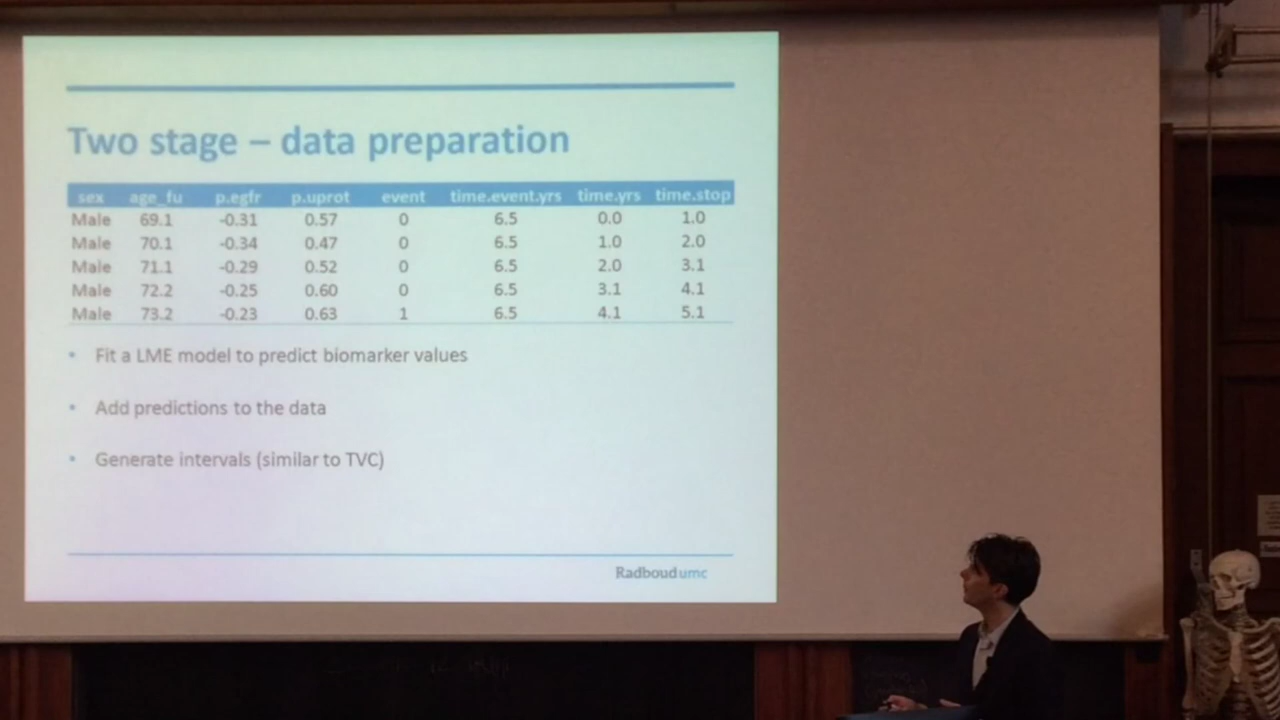 Two stage – data preparation
sex age_fu p.egfr p.uprot event time.event.yrs time.yrs time.stop
Male 69.1 -0.31 0.57 0 6.5 0.0 1.0
Male 70.1 -0.34 0.47 0 6.5 1.0 2.0
Male 71.1 -0.29 0.52 0 6.5 2.0 3.1
Male 72.2 -0.25 0.60 0 6.5 3.1 4.1
Male 73.2 -0.23 0.63 1 6.5 4.1 5.1
• Fit a LME model to predict biomarker values
• Add predictions to the data
• Generate intervals (similar to TVC)
Radboudumc